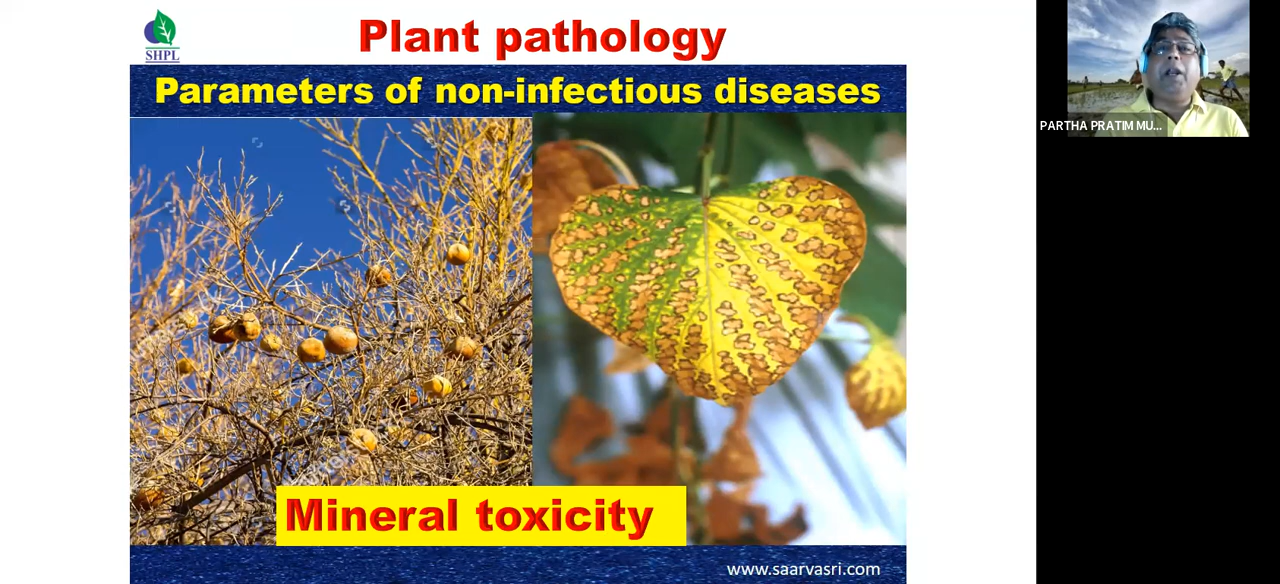 SHPL
Plant pathology
Parameters of non-infectious diseases
PARTHA PRATIM MU...
Mineral toxicity
www.saarvasri.com